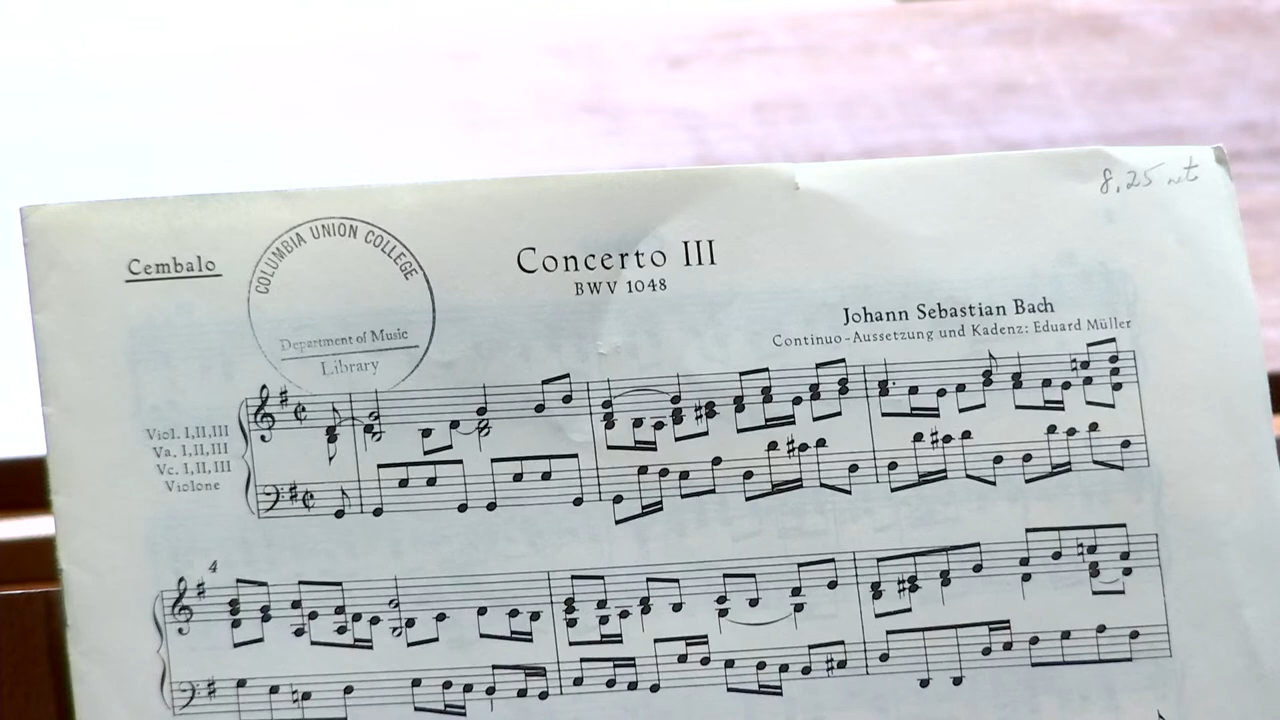 8.25 net
Cembalo
COLUMBIA UNION COLLEGE
Department of Music
Library
Concerto III
BWV 1048
Johann Sebastian Bach
Continuo-Aussetzung und Kadenz: Eduard Müller
Viol. I,II,III
Va. I,II,III
Vc. I,II,III
Violone
4